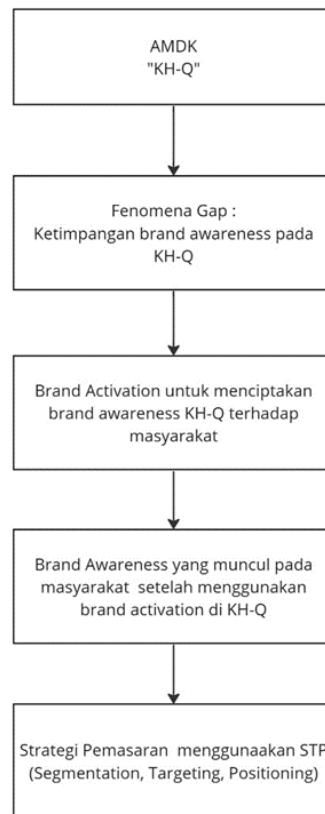 AMDK
"KH-Q"
Fenomena Gap :
Ketimpangan brand awareness pada
KH-Q
Brand Activation untuk menciptakan
brand awareness KH-Q terhadap
masyarakat
Brand Awareness yang muncul pada
masyarakat setelah menggunakan
brand activation di KH-Q
Strategi Pemasaran menggunaakan STP
(Segmentation, Targeting, Positioning)